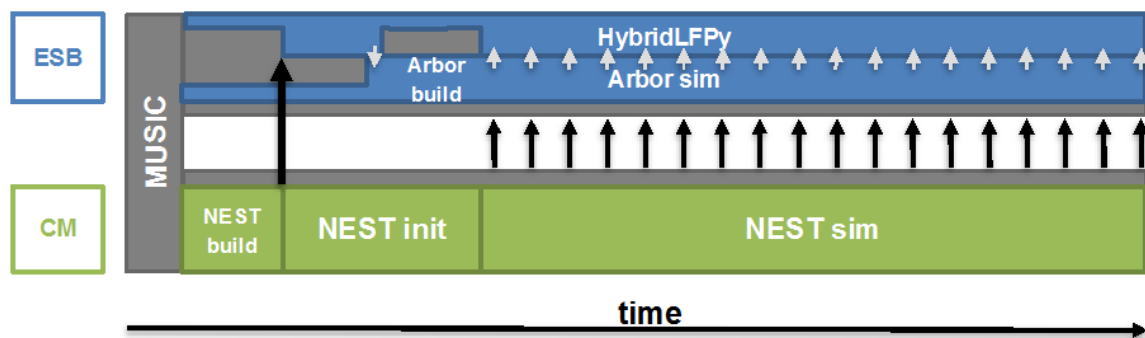 ESB
MUSIC
HybridLFPy
Arbor
build
Arbor sim
CM
NEST
build
NEST init
NEST sim
time